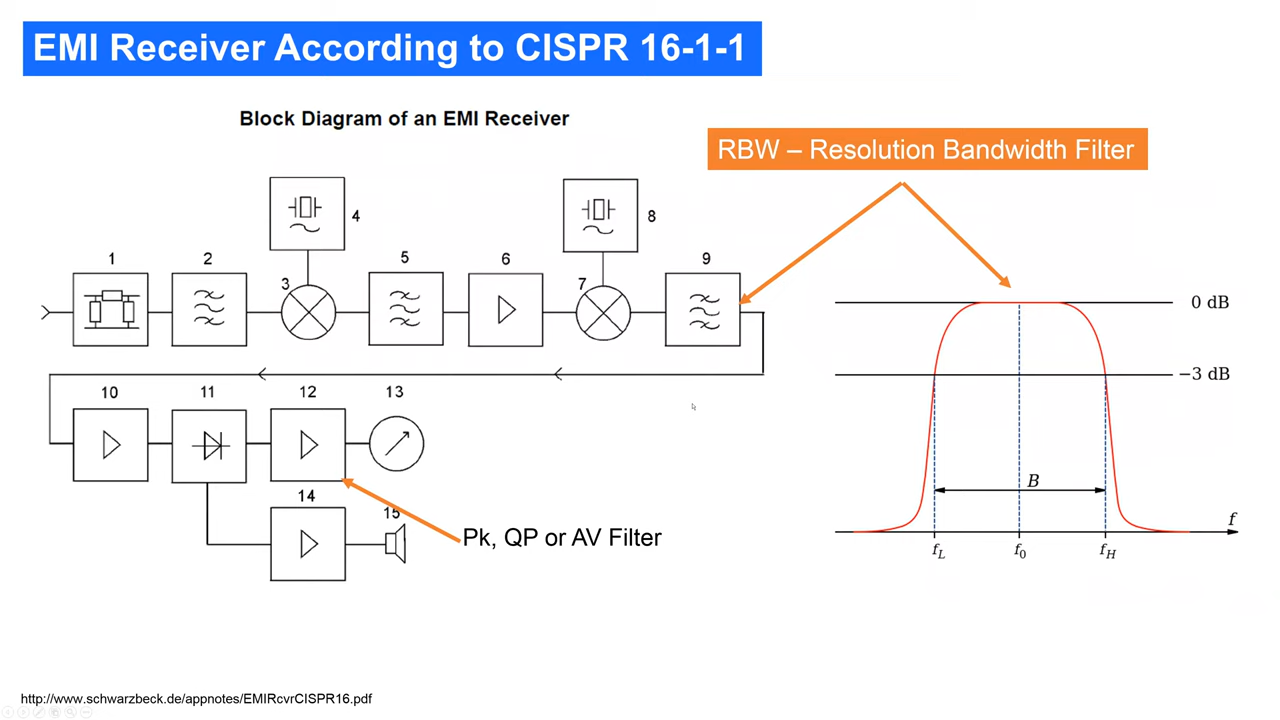 EMI Receiver According to CISPR 16-1-1
Block Diagram of an EMI Receiver
RBW – Resolution Bandwidth Filter
4
8
1
2
3
5
6
7
9
0 dB
−3 dB
10
11
12
13
14
15
Pk, QP or AV Filter
B
f
fL
f0
fH
http://www.schwarzbeck.de/appnotes/EMIRcvrCISPR16.pdf